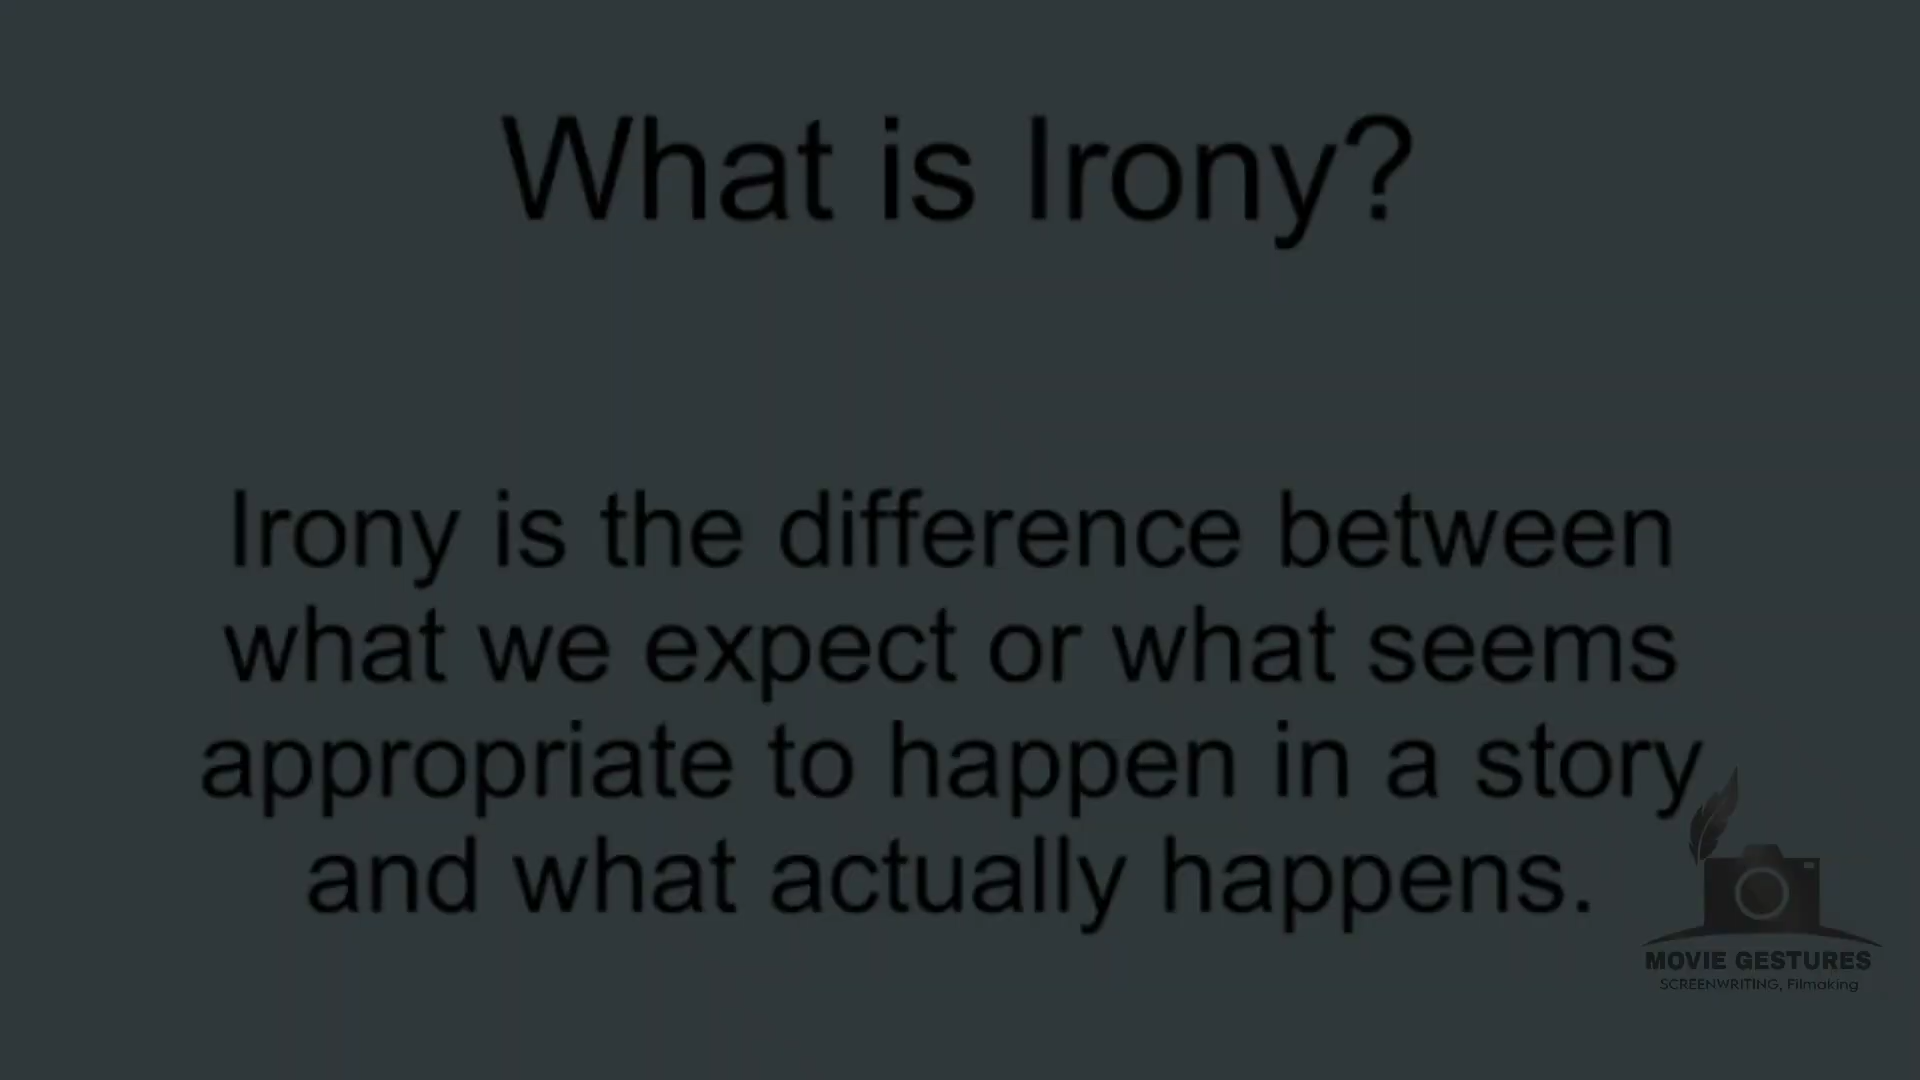 What is Irony?
Irony is the difference between
what we expect or what seems
appropriate to happen in a story
and what actually happens.
MOVIE GESTURES
SCREENWRITING, Filmaking